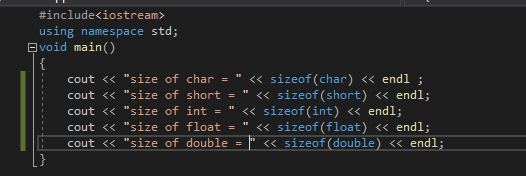 #include<iostream>
using namespace std;
void main()
{
cout << "size of char = " << sizeof(char) << endl ;
cout << "size of short = " << sizeof(short) << endl;
cout << "size of int = " << sizeof(int) << endl;
cout << "size of float = " << sizeof(float) << endl;
cout << "size of double = " << sizeof(double) << endl;
}